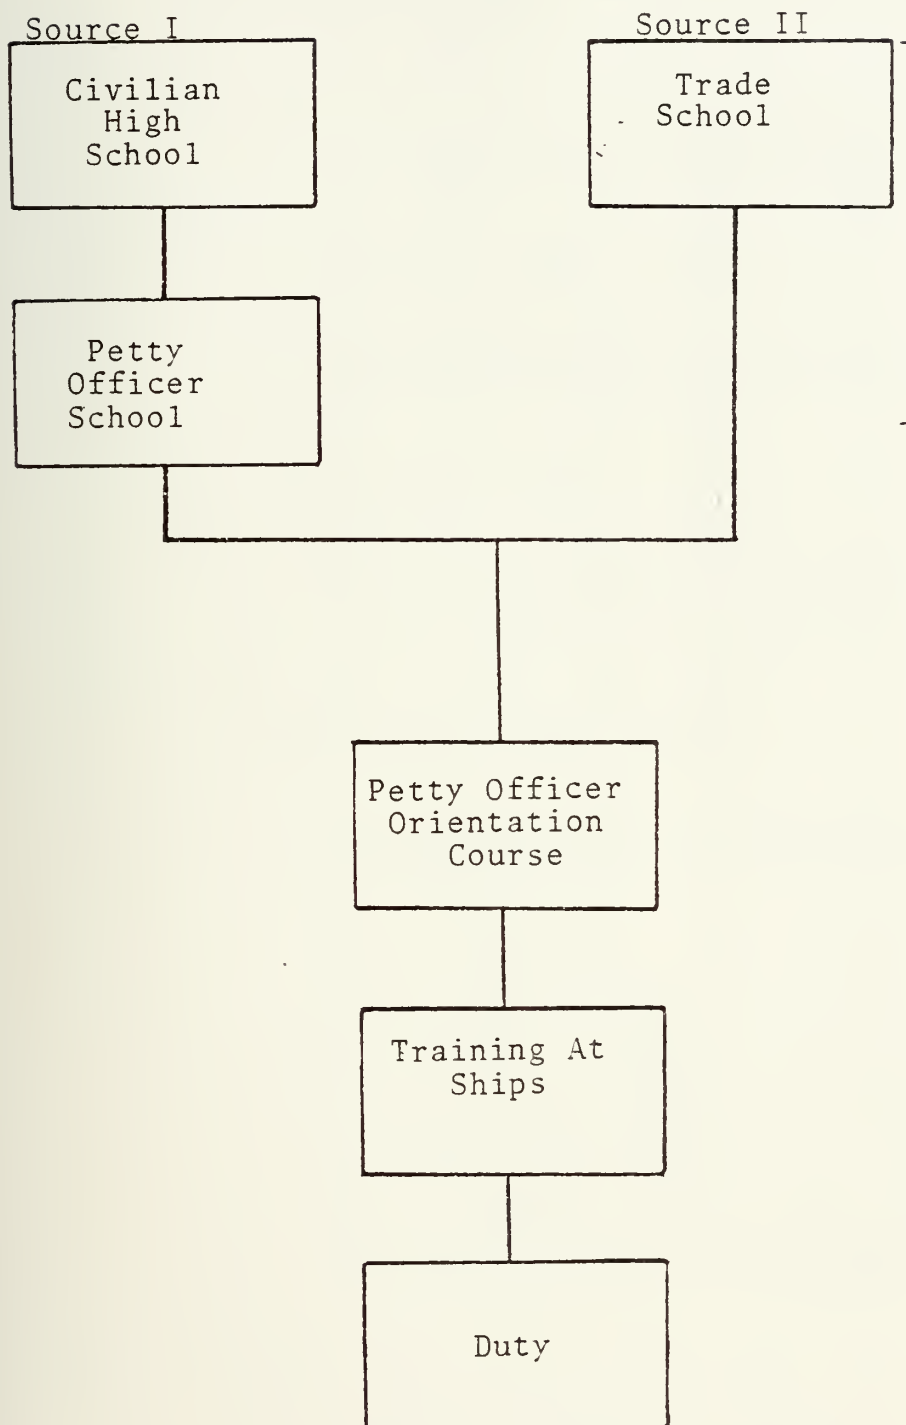 Source I
Source II
Civilian
High
School
Trade
School
Petty
Officer
School
Petty Officer
Orientation
Course
Training At
Ships
Duty